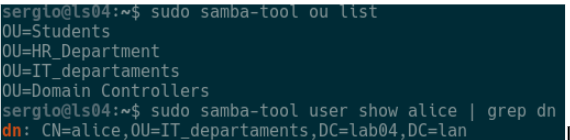 sergio@ls04:~$ sudo samba-tool ou list
OU=Students
OU=HR_Department
OU=IT_departaments
OU=Domain Controllers
sergio@ls04:~$ sudo samba-tool user show alice | grep dn
dn: CN=alice,OU=IT_departaments,DC=lab04,DC=lan